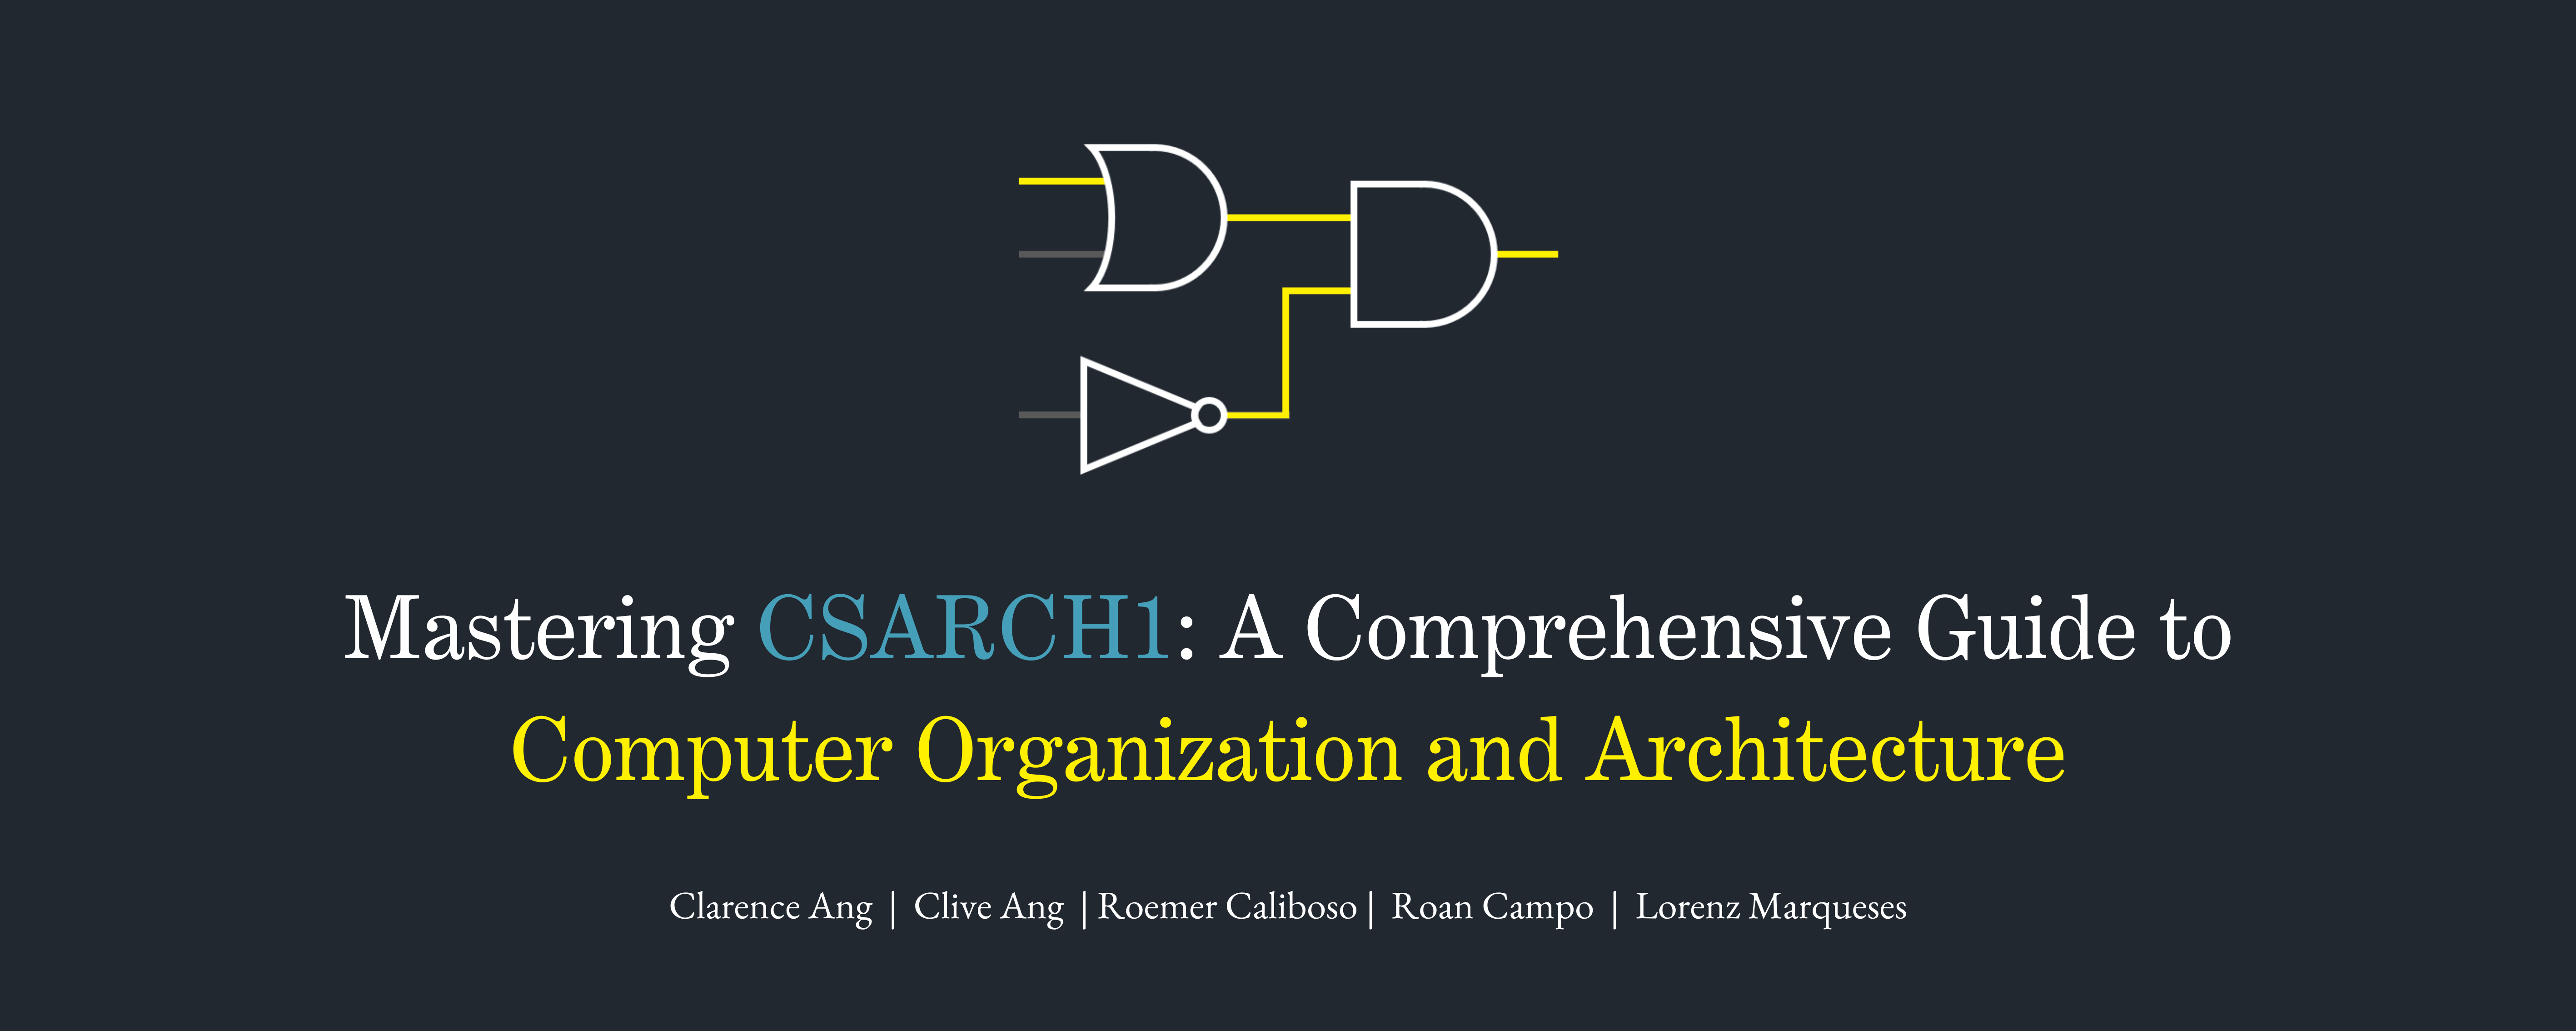 Mastering CSARCH1: A Comprehensive Guide to
Computer Organization and Architecture
Clarence Ang | Clive Ang | Roemer Caliboso | Roan Campo | Lorenz Marqueses